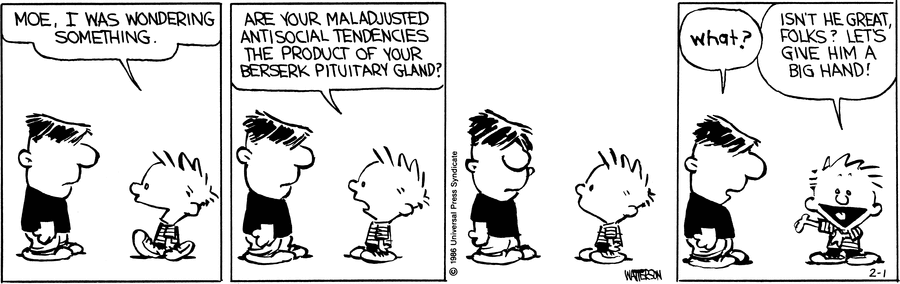 MOE, I WAS WONDERING
SOMETHING.
ARE YOUR MALADJUSTED
ANTISOCIAL TENDENCIES
THE PRODUCT OF YOUR
BERSERK PITUITARY GLAND?
© 1986 Universal Press Syndicate
WATTERSON
what?
ISN'T HE GREAT,
FOLKS? LET'S
GIVE HIM A
BIG HAND!
2-1